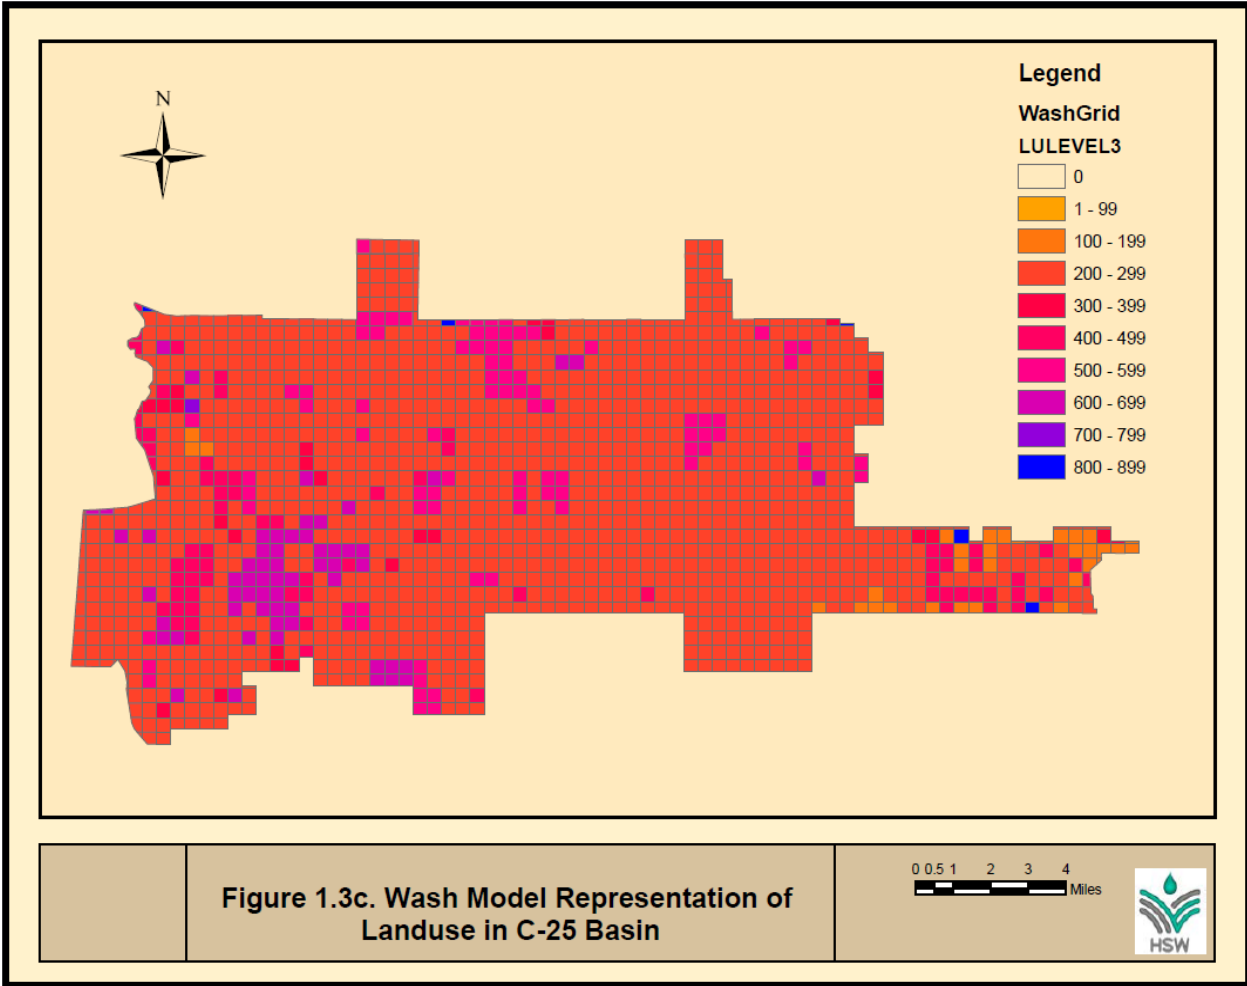 N
Legend
WashGrid
LULEVEL3
0
1 - 99
100 - 199
200 - 299
300 - 399
400 - 499
500 - 599
600 - 699
700 - 799
800 - 899
Figure 1.3c. Wash Model Representation of
Landuse in C-25 Basin
0 0.5 1 2 3 4
Miles
HSW